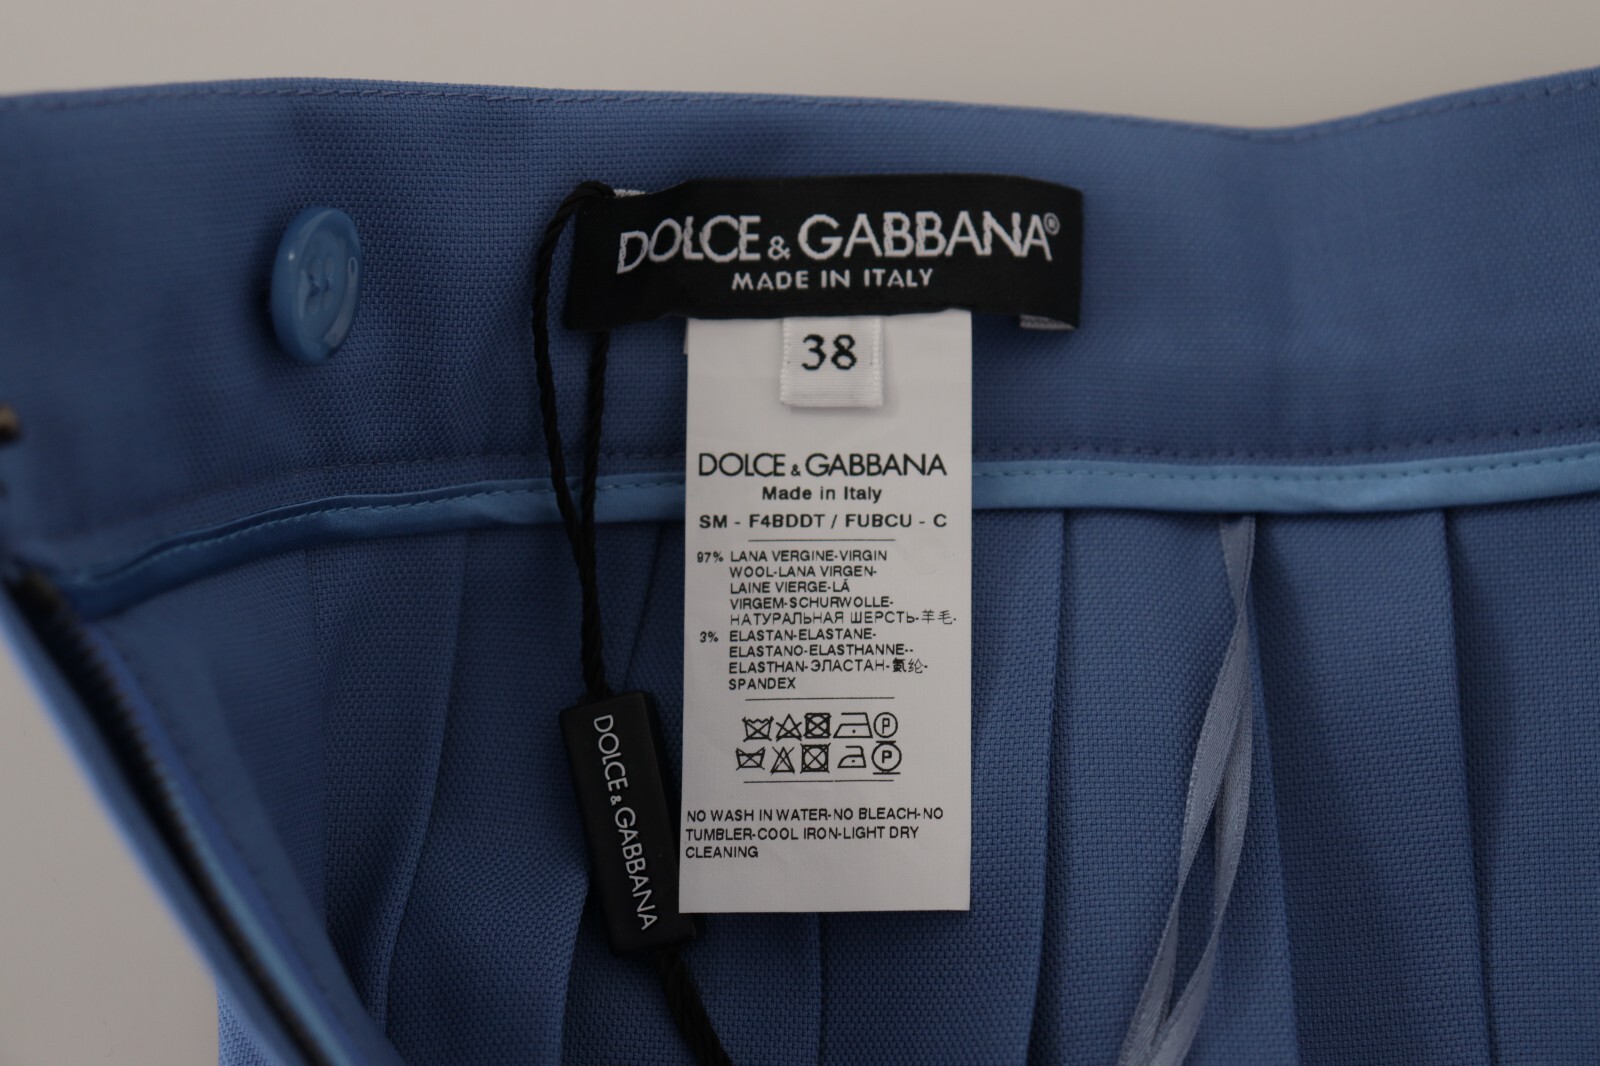 DOLCE & GABBANA®
MADE IN ITALY
38
DOLCE & GABBANA
Made in Italy
SM - F4BDDT / FUBCU - C
97% LANA VERGINE-VIRGIN
WOOL-LANA VIRGEN-
LAINE VIERGE-LÃ
VIRGEM-SCHURWOLLE-
НАТУРАЛЬНАЯ ШЕРСТЬ-羊毛-
3% ELASTAN-ELASTANE-
ELASTANO-ELASTHANNE--
ELASTHAN-ЭЛАСТАН-氨纶-
SPANDEX
P
P
NO WASH IN WATER-NO BLEACH-NO
TUMBLER-COOL IRON-LIGHT DRY
CLEANING
DOLCE & GABBANA